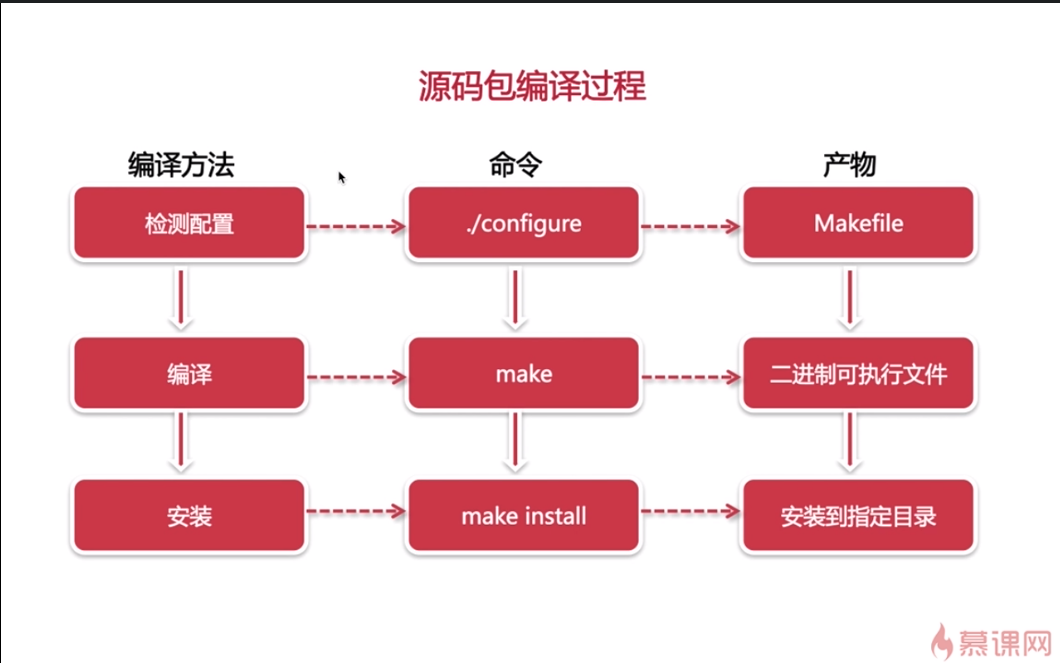 源码包编译过程
编译方法 命令 产物
检测配置 ./configure Makefile
编译 make 二进制可执行文件
安装 make install 安装到指定目录
慕课网